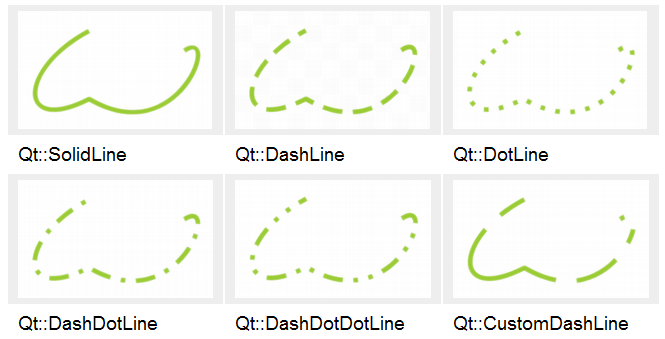 Qt::SolidLine
Qt::DashLine
Qt::DotLine
Qt::DashDotLine
Qt::DashDotDotLine
Qt::CustomDashLine